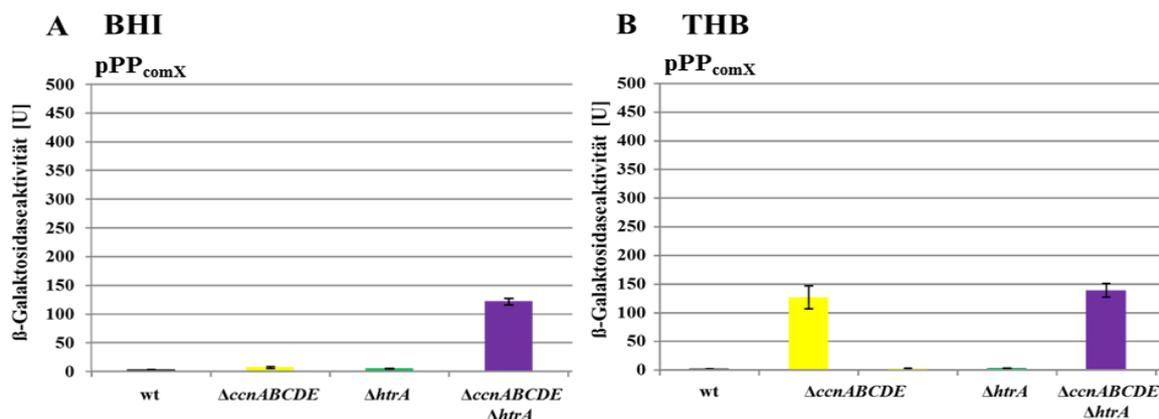 A BHI
pPPcomX
ß-Galaktosidaseaktivität [U]
500
450
400
350
300
250
200
150
100
50
0
wt ΔccnABCDE ΔhtrA ΔccnABCDE
ΔhtrA
B THB
pPPcomX
ß-Galaktosidaseaktivität [U]
500
450
400
350
300
250
200
150
100
50
0
wt ΔccnABCDE ΔhtrA ΔccnABCDE
ΔhtrA